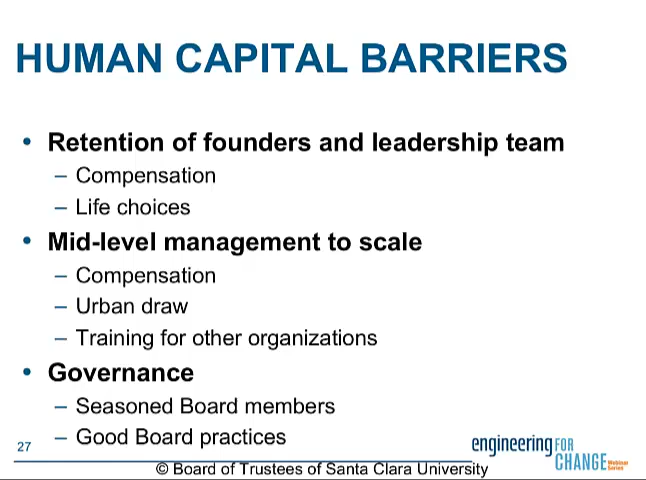 HUMAN CAPITAL BARRIERS
• Retention of founders and leadership team
– Compensation
– Life choices
• Mid-level management to scale
– Compensation
– Urban draw
– Training for other organizations
• Governance
– Seasoned Board members
– Good Board practices
27
engineering FOR
CHANGE Webinar
Series
© Board of Trustees of Santa Clara University